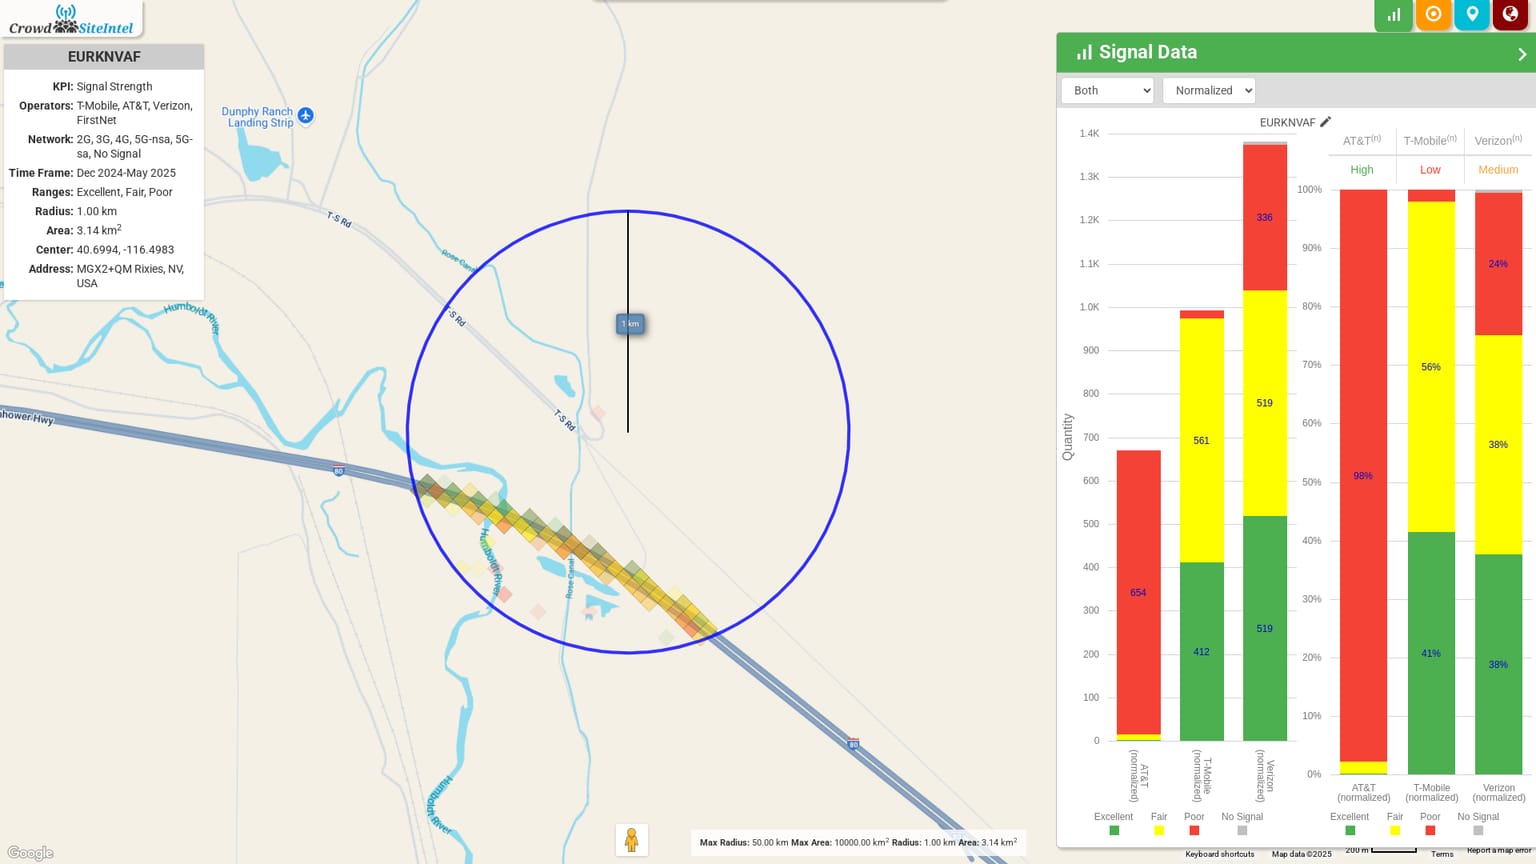 Crowd SiteIntel
EURKNVAF
KPI: Signal Strength
Operators: T-Mobile, AT&T, Verizon,
FirstNet
Network: 2G, 3G, 4G, 5G-nsa, 5G-
sa, No Signal
Time Frame: Dec 2024-May 2025
Ranges: Excellent, Fair, Poor
Radius: 1.00 km
Area: 3.14 km²
Center: 40.6994, -116.4983
Address: MGX2+QM Rixies, NV,
USA
Dunphy Ranch
Landing Strip
T-S Rd
Rose Canal
Humboldt River
T-S Rd
1 km
T-S Rd
nhower Hwy
80
Humboldt River
Rose Canal
80
Humboldt River
Google
Max Radius: 50.00 km Max Area: 10000.00 km² Radius: 1.00 km Area: 3.14 km²
Signal Data
Both
Normalized
EURKNVAF
1.4K
1.3K
1.2K
1.1K
1.0K
900
800
700
600
500
400
300
200
100
0
Quantity
654
561
412
336
519
519
AT&T
(normalized)
T-Mobile
(normalized)
Verizon
(normalized)
Excellent Fair Poor No Signal
AT&T(n) T-Mobile(n) Verizon(n)
High Low Medium
100%
90%
80%
70%
60%
50%
40%
30%
20%
10%
0%
98%
56%
41%
24%
38%
38%
AT&T
(normalized)
T-Mobile
(normalized)
Verizon
(normalized)
Excellent Fair Poor No Signal
Keyboard shortcuts Map data ©2025 200 m Terms Report a map error